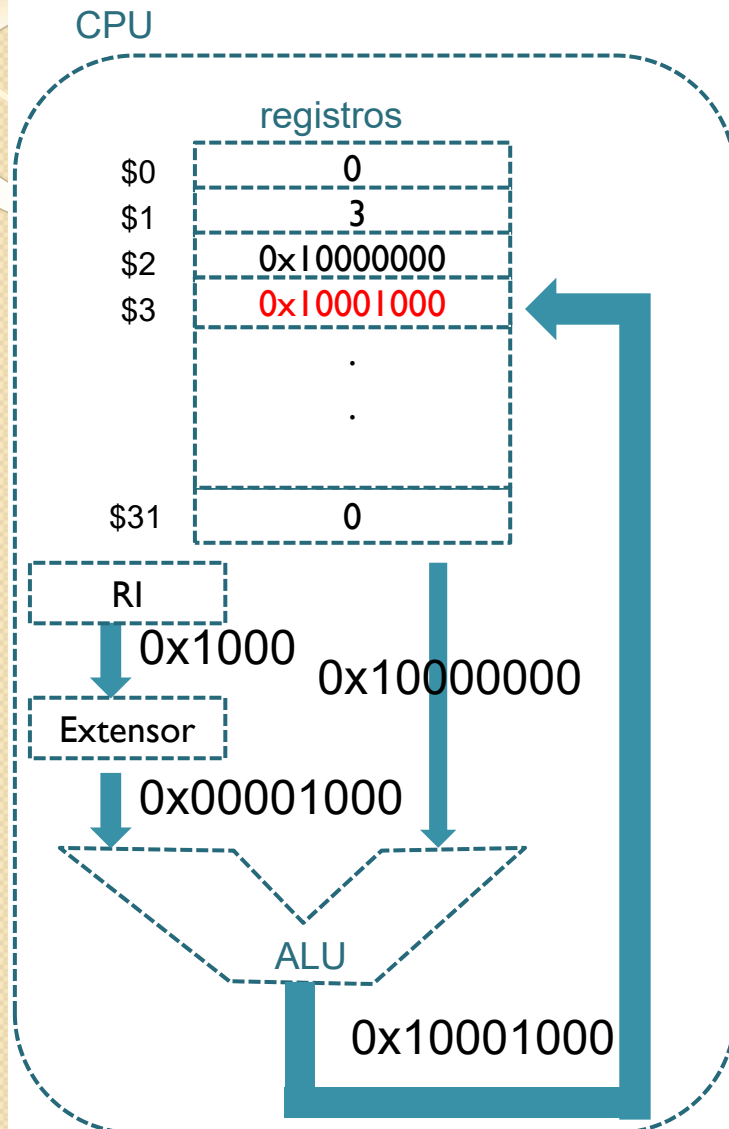 CPU
registros
$0 0
$1 3
$2 0x10000000
$3 0x10001000
.
.
$31 0
RI
0x1000
0x10000000
Extensor
0x00001000
ALU
0x10001000